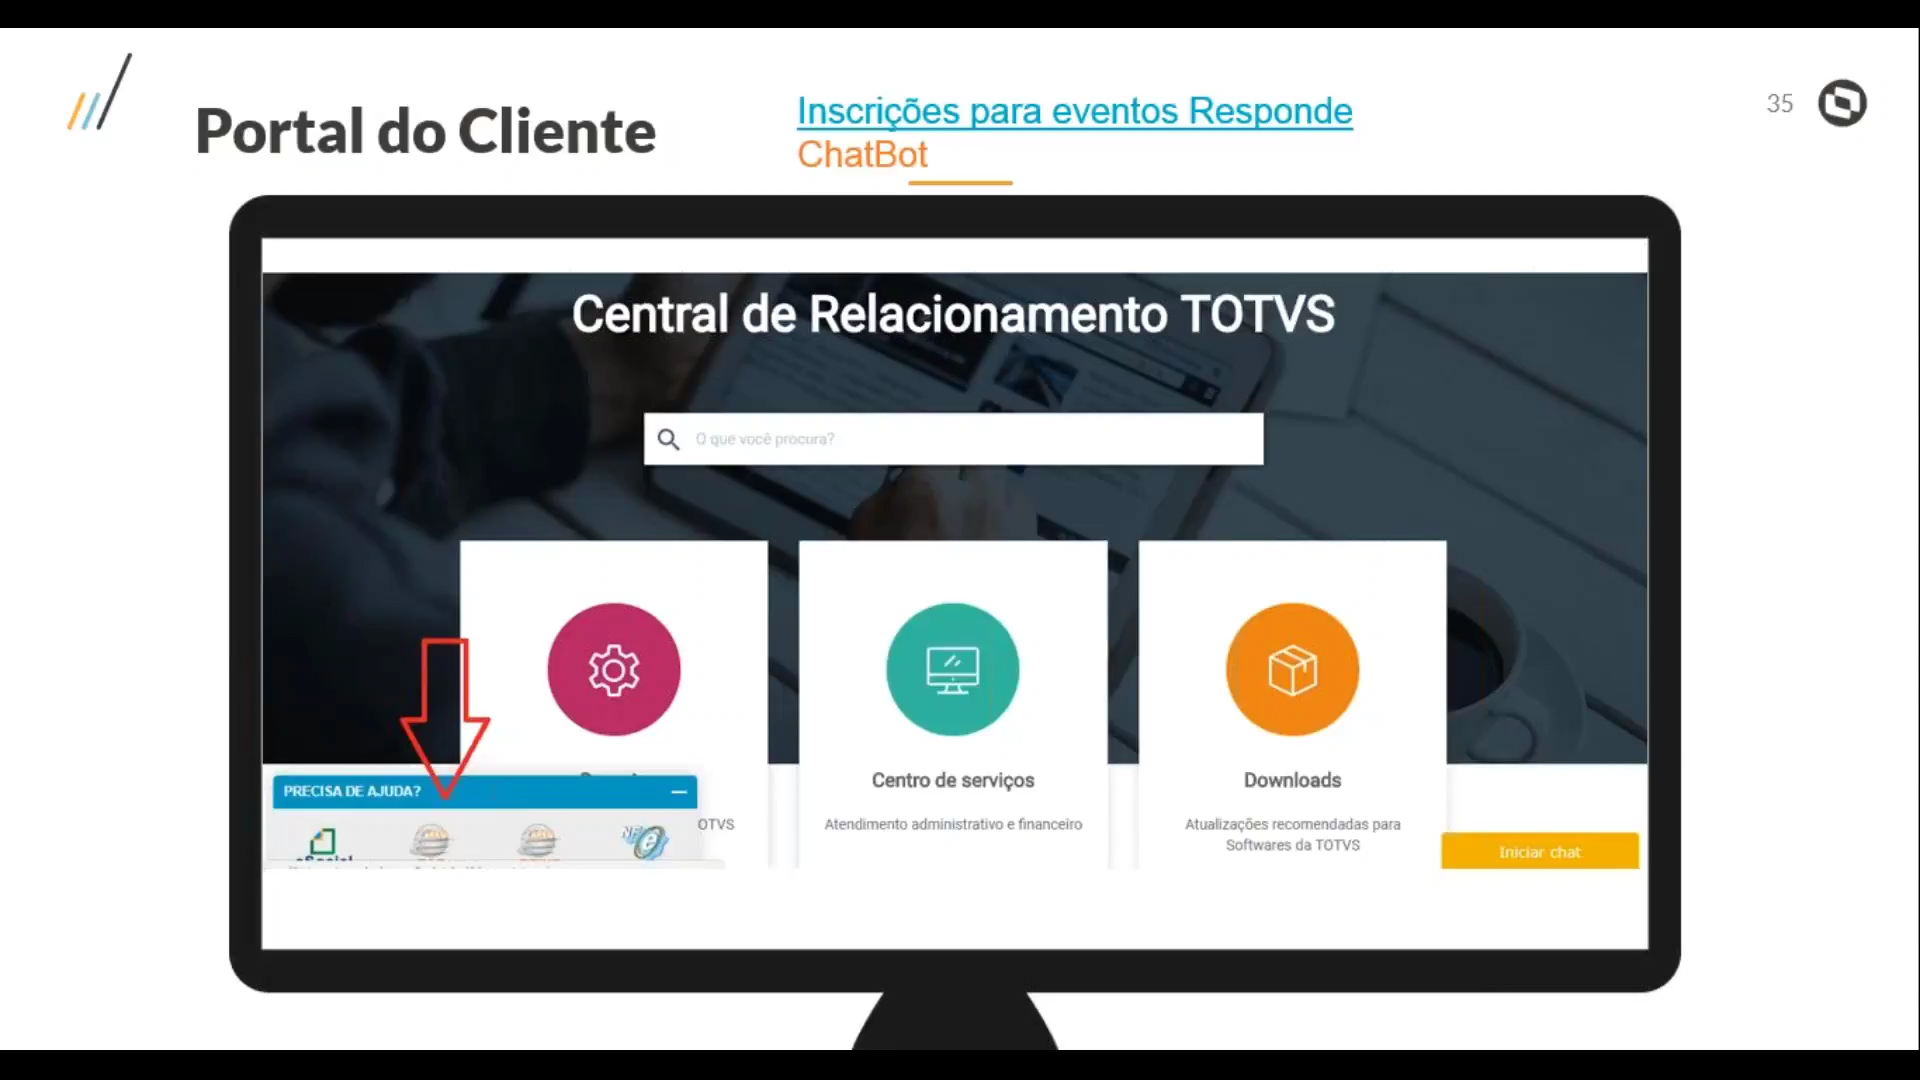 Portal do Cliente
Inscrições para eventos Responde
ChatBot
35
Central de Relacionamento TOTVS
O que você procura?
Centro de serviços
Downloads
PRECISA DE AJUDA?
OTVS
Atendimento administrativo e financeiro
Atualizações recomendadas para
Softwares da TOTVS
Iniciar chat